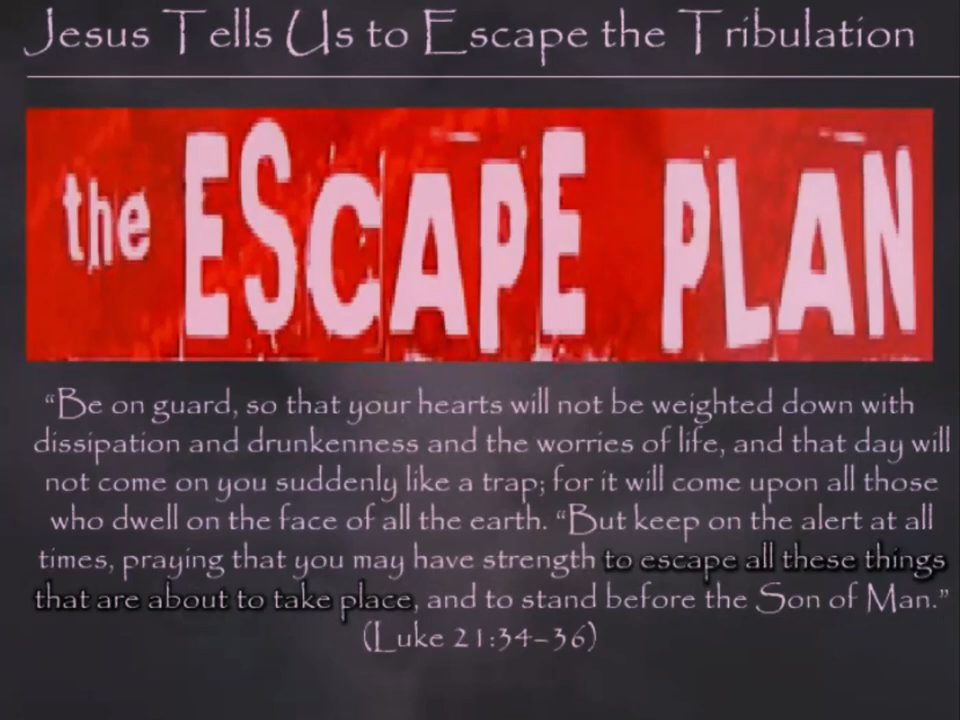 Jesus Tells Us to Escape the Tribulation
the ESCAPE PLAN
“Be on guard, so that your hearts will not be weighted down with
dissipation and drunkenness and the worries of life, and that day will
not come on you suddenly like a trap; for it will come upon all those
who dwell on the face of all the earth. “But keep on the alert at all
times, praying that you may have strength to escape all these things
that are about to take place, and to stand before the Son of Man.”
(Luke 21:34–36)